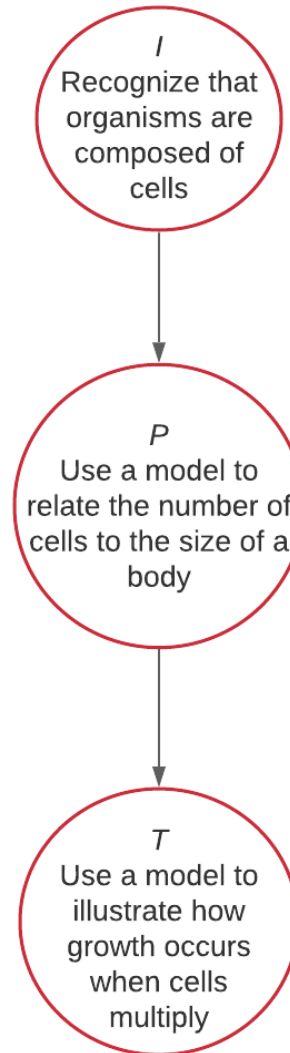 I
Recognize that
organisms are
composed of
cells
P
Use a model to
relate the number of
cells to the size of a
body
T
Use a model to
illustrate how
growth occurs
when cells
multiply